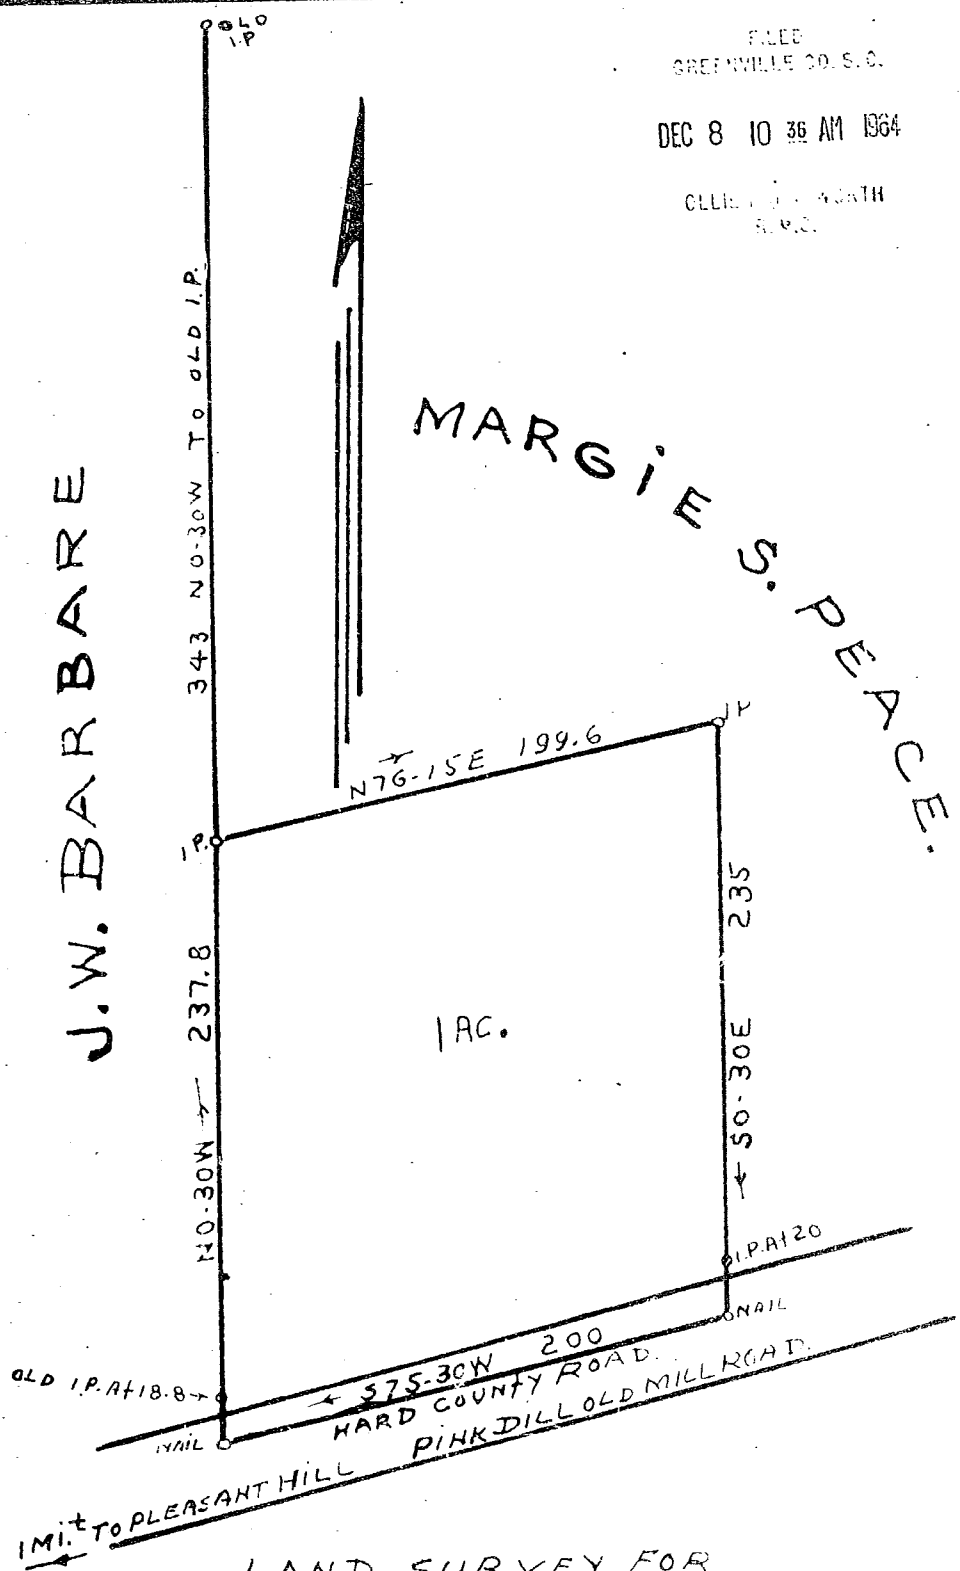 OLD
I.P
FILED
GREENVILLE CO. S. C.
DEC 8 10 36 AM 1964
R.M.C.
343 N0-30W TO OLD I.P.
MARGiE S. PEACE.
J.W. BARBARE
I.P.
N76-15E 199.6
I.P.
237.8
N0-30W
1 AC.
235
S0-30E
I.P. At 20
NAIL
OLD I.P. At 18.8
NAIL
S75-30W 200
HARD COUNTY ROAD.
PINK DILL OLD MILL ROAD.
1 Mi.± TO PLEASANT HILL
LAND SURVEY FOR